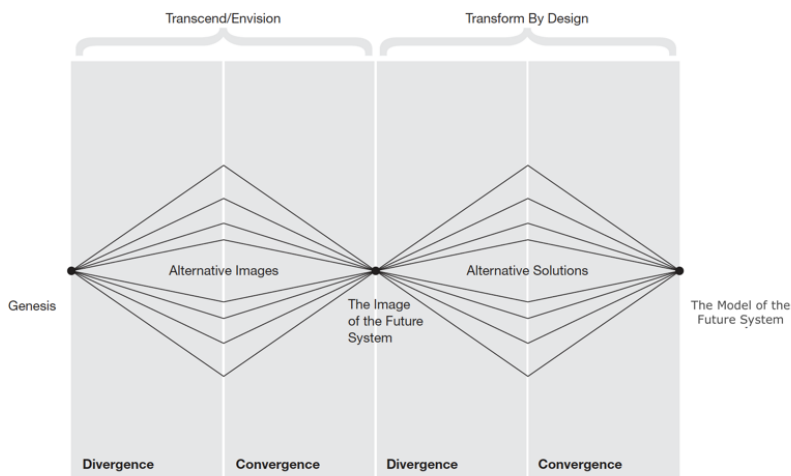 Transcend/Envision
Transform By Design
Alternative Images
Alternative Solutions
Genesis
The Image
of the Future
System
The Model of the
Future System
Divergence
Convergence
Divergence
Convergence